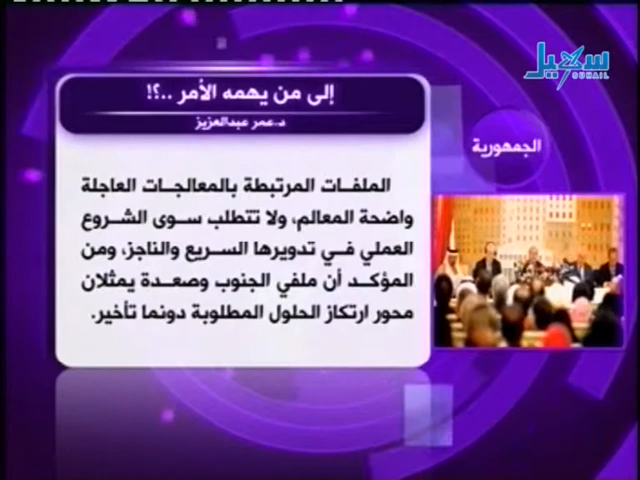 سهيل
SUHAIL
إلى من يهمه الأمر ..؟!
د.عمر عبدالعزيز
الجمهورية
الملفات المرتبطة بالمعالجات العاجلة
واضحة المعالم، ولا تتطلب سوى الشروع
العملي في تدويرها السريع والناجز، ومن
المؤكد أن ملفي الجنوب وصعدة يمثلان
محور ارتكاز الحلول المطلوبة دونما تأخير.